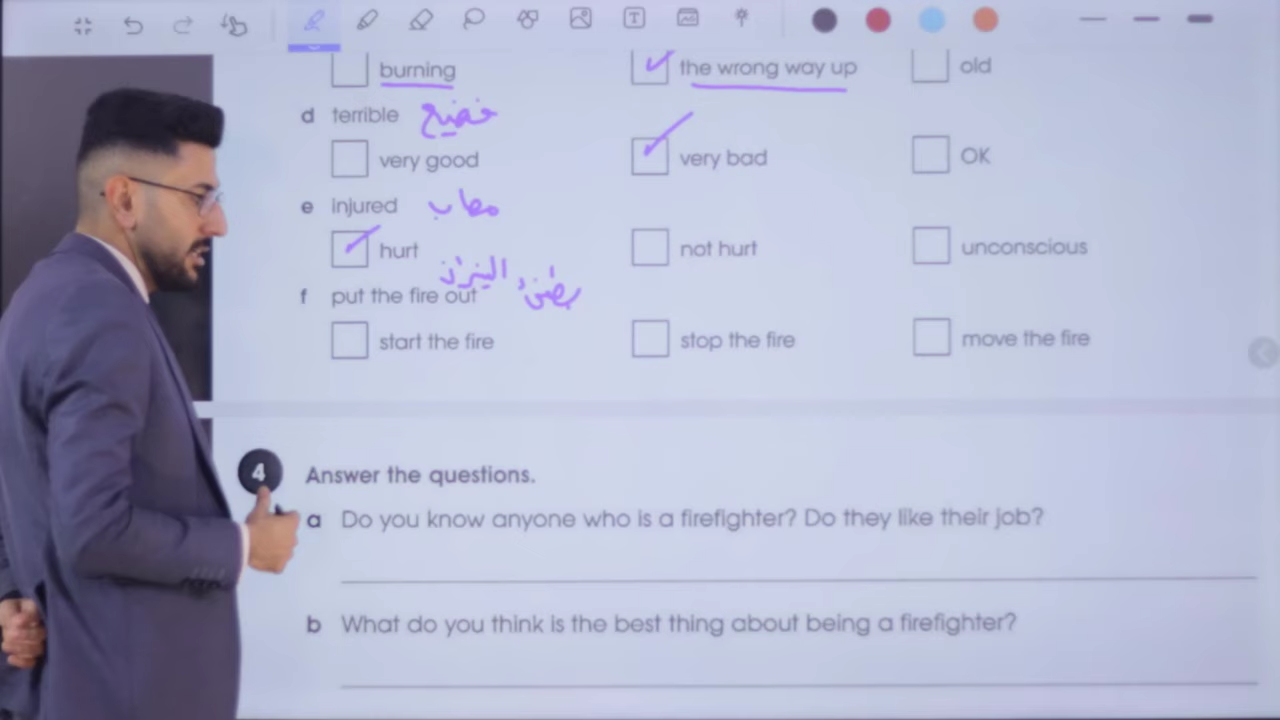 burning the wrong way up old
d terrible فضيع
very good very bad OK
e injured مصاب
hurt not hurt unconscious
f put the fire out يطفئ النيران
start the fire stop the fire move the fire
4 Answer the questions.
a Do you know anyone who is a firefighter? Do they like their job?
b What do you think is the best thing about being a firefighter?